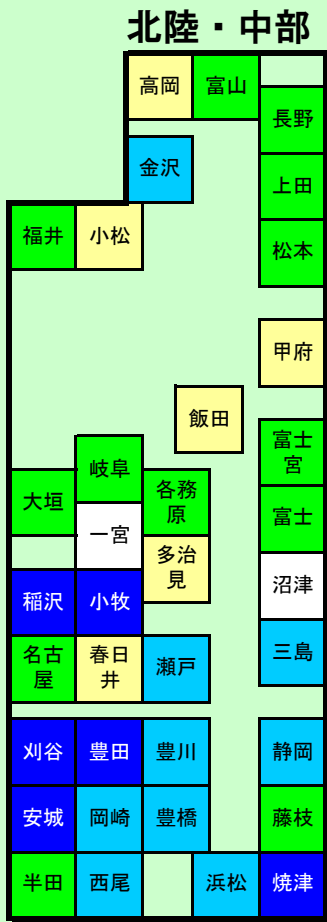 北陸・中部
高岡
富山
長野
金沢
上田
福井
小松
松本
甲府
飯田
富士
宮
岐阜
大垣
各務
原
富士
一宮
多治
見
沼津
稲沢
小牧
名古
屋
春日
井
瀬戸
三島
刈谷
豊田
豊川
静岡
安城
岡崎
豊橋
藤枝
半田
西尾
浜松
焼津